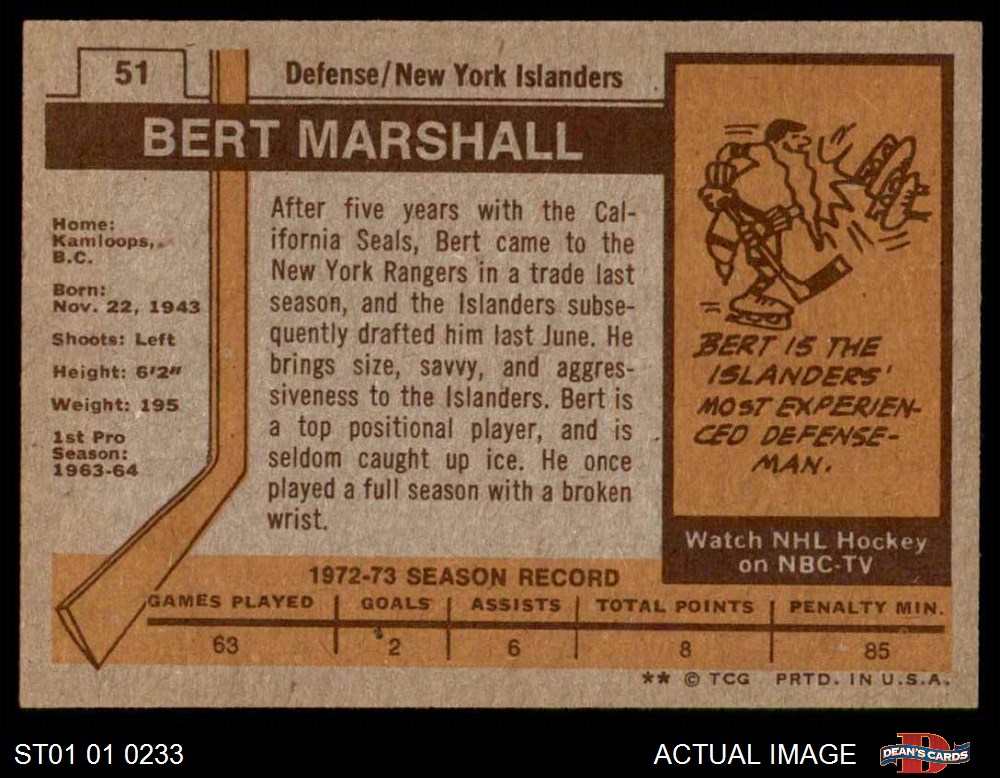 51
Defense/New York Islanders
BERT MARSHALL
Home:
Kamloops,
B.C.
Born:
Nov. 22, 1943
Shoots: Left
Height: 6'2"
Weight: 195
1st Pro
Season:
1963-64
After five years with the Cal-
ifornia Seals, Bert came to the
New York Rangers in a trade last
season, and the Islanders subse-
quently drafted him last June. He
brings size, savvy, and aggres-
siveness to the Islanders. Bert is
a top positional player, and is
seldom caught up ice. He once
played a full season with a broken
wrist.
BERT IS THE
ISLANDERS'
MOST EXPERIEN-
CED DEFENSE-
MAN.
Watch NHL Hockey
on NBC-TV
1972-73 SEASON RECORD
GAMES PLAYED GOALS ASSISTS TOTAL POINTS PENALTY MIN.
63 2 6 8 85
** © TCG PRTD. IN U.S.A.
ST01 01 0233
ACTUAL IMAGE
D
DEAN'S CARDS